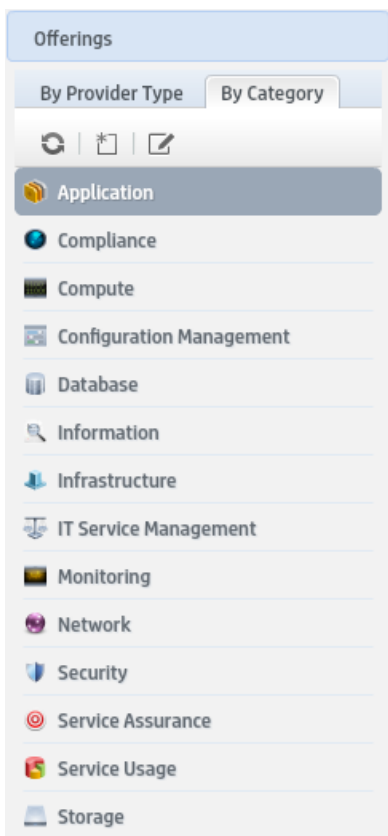 Offerings
By Provider Type By Category
Application
Compliance
Compute
Configuration Management
Database
Information
Infrastructure
IT Service Management
Monitoring
Network
Security
Service Assurance
Service Usage
Storage